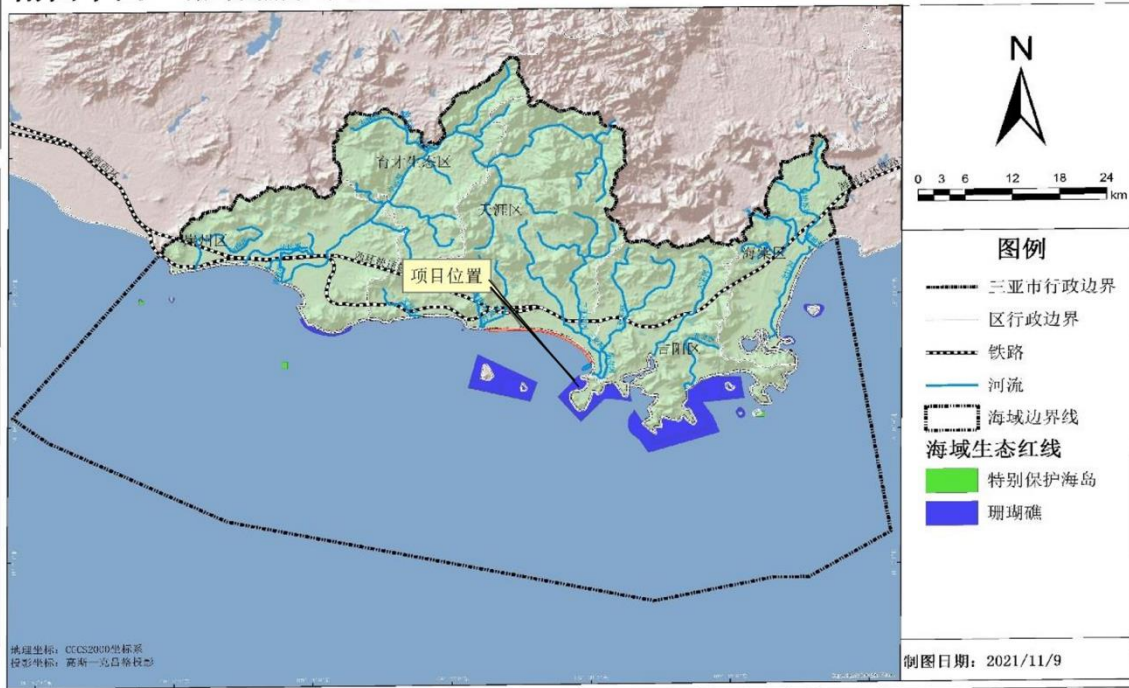 育才生态区
天涯区
崖州区
海棠区
吉阳区
项目位置
地理坐标：CGCS2000坐标系
投影坐标：高斯—克吕格投影
N
0 3 6 12 18 24
km
图例
三亚市行政边界
区行政边界
铁路
河流
海域边界线
海域生态红线
特别保护海岛
珊瑚礁
制图日期：2021/11/9